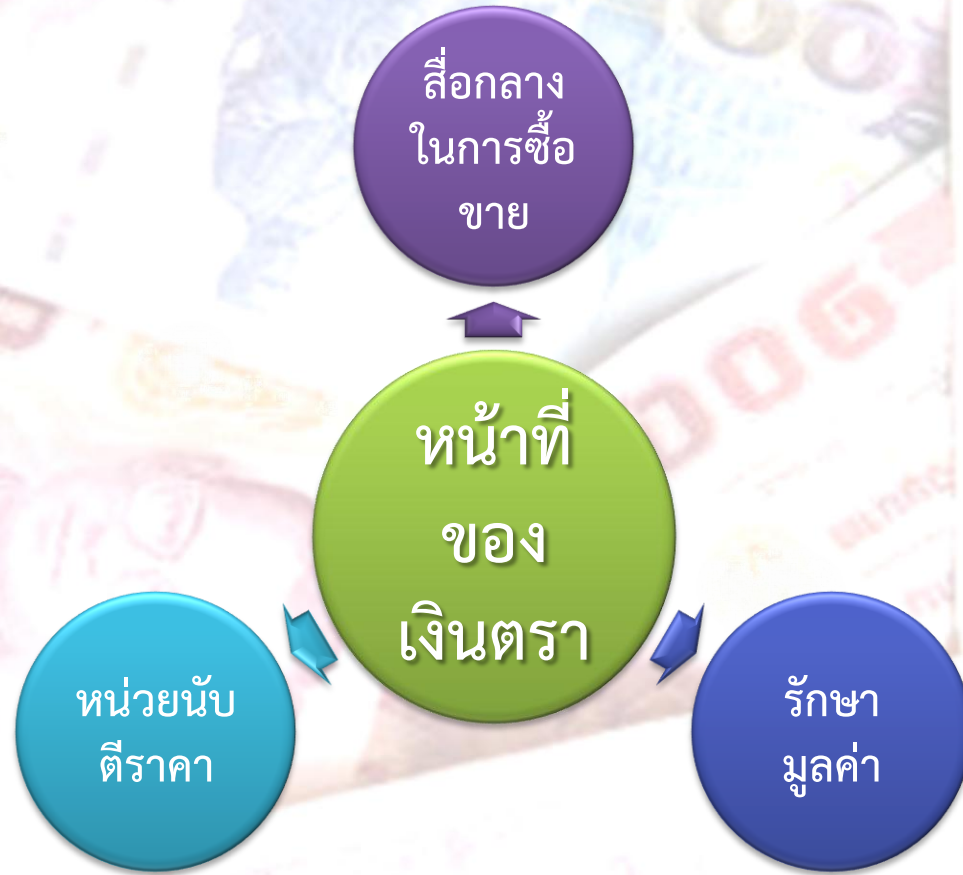 สื่อกลาง
ในการซื้อ
ขาย
หน้าที่
ของ
เงินตรา
หน่วยนับ
ตีราคา
รักษา
มูลค่า